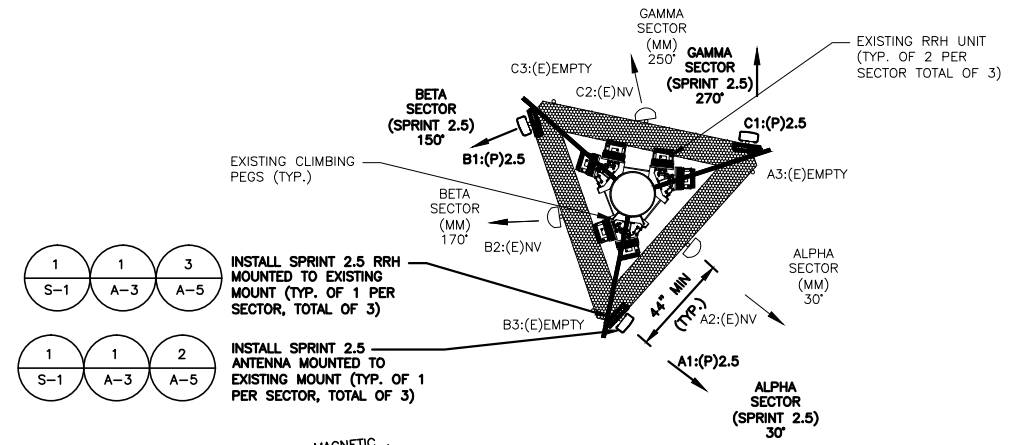 GAMMA
SECTOR
(MM)
250°
GAMMA
SECTOR
(SPRINT 2.5)
270°
EXISTING RRH UNIT
(TYP. OF 2 PER
SECTOR TOTAL OF 3)
C3:(E)EMPTY
C2:(E)NV
BETA
SECTOR
(SPRINT 2.5)
150°
C1:(P)2.5
B1:(P)2.5
EXISTING CLIMBING
PEGS (TYP.)
A3:(E)EMPTY
BETA
SECTOR
(MM)
170°
B2:(E)NV
ALPHA
SECTOR
(MM)
30°
1
S-1
1
A-3
3
A-5
INSTALL SPRINT 2.5 RRH
MOUNTED TO EXISTING
MOUNT (TYP. OF 1 PER
SECTOR, TOTAL OF 3)
44" MIN
(TYP.)
B3:(E)EMPTY
A2:(E)NV
1
S-1
1
A-3
2
A-5
INSTALL SPRINT 2.5
ANTENNA MOUNTED TO
EXISTING MOUNT (TYP. OF 1
PER SECTOR, TOTAL OF 3)
A1:(P)2.5
ALPHA
SECTOR
(SPRINT 2.5)
30°
MAGNETIC